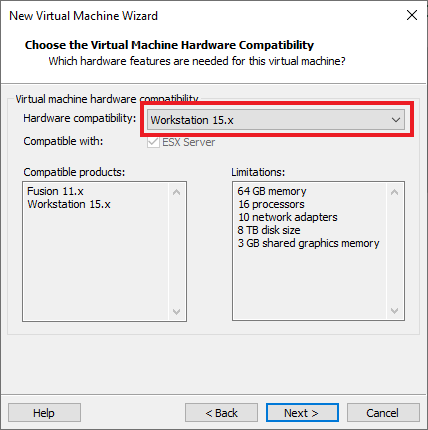 New Virtual Machine Wizard
Choose the Virtual Machine Hardware Compatibility
Which hardware features are needed for this virtual machine?
Virtual machine hardware compatibility
Hardware compatibility: Workstation 15.x
Compatible with: ESX Server
Compatible products:
Fusion 11.x
Workstation 15.x
Limitations:
64 GB memory
16 processors
10 network adapters
8 TB disk size
3 GB shared graphics memory
Help < Back Next > Cancel